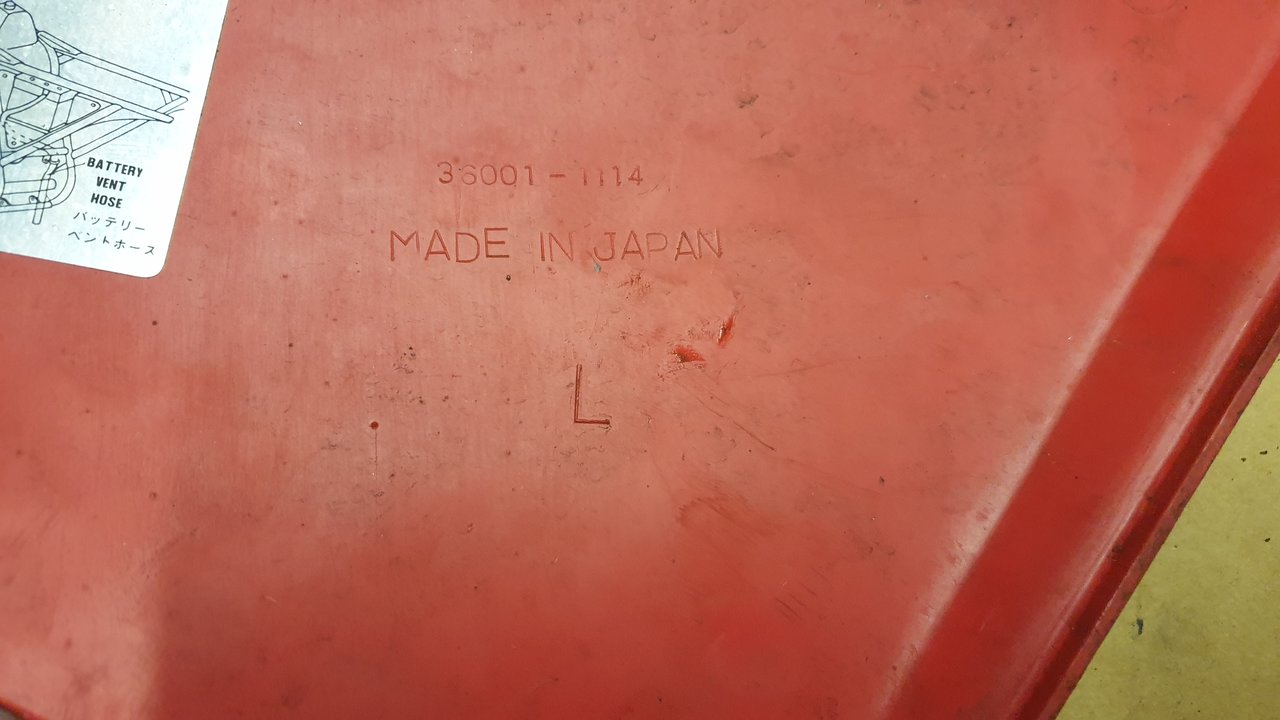 BATTERY
VENT
HOSE
バッテリー
ベントホース
36001-1114
MADE IN JAPAN
L